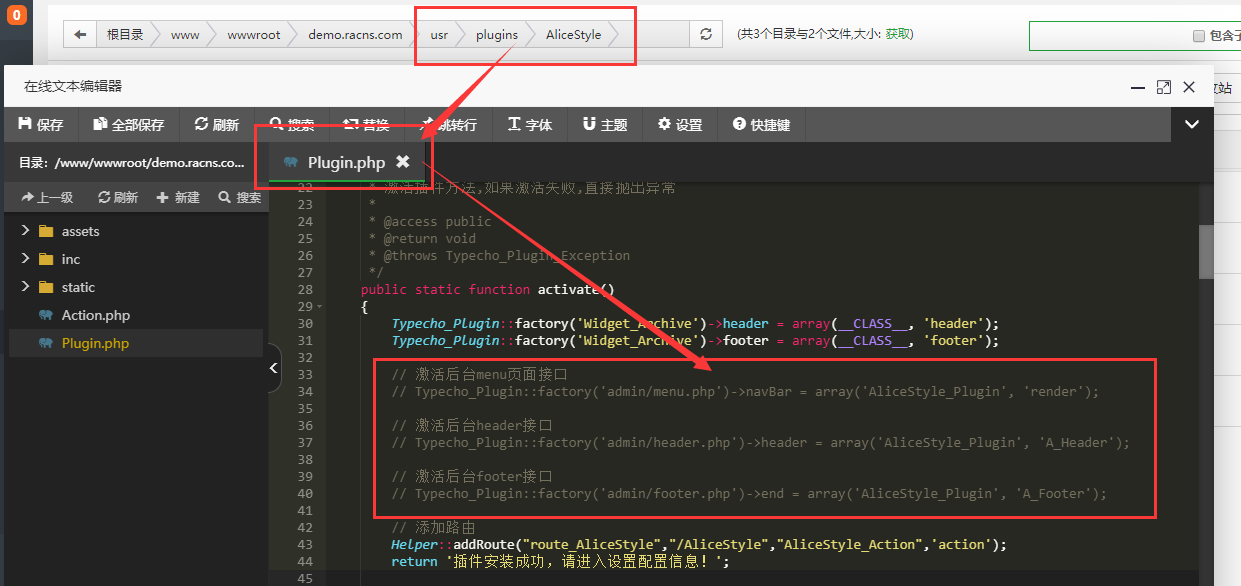 0
根目录 www wwwroot demo.racns.com usr plugins AliceStyle (共3个目录与2个文件,大小: 获取) 包含子
在线文本编辑器
保存 全部保存 刷新 搜索 替换 跳转行 字体 主题 设置 快捷键
目录: /www/wwwroot/demo.racns.co... Plugin.php
上一级 刷新 新建 搜索
assets
inc
static
Action.php
Plugin.php
22 * 激活插件方法,如果激活失败,直接抛出异常
23 *
24 * @access public
25 * @return void
26 * @throws Typecho_Plugin_Exception
27 */
28 public static function activate()
29 {
30 Typecho_Plugin::factory('Widget_Archive')->header = array(__CLASS__, 'header');
31 Typecho_Plugin::factory('Widget_Archive')->footer = array(__CLASS__, 'footer');
32
33 // 激活后台menu页面接口
34 // Typecho_Plugin::factory('admin/menu.php')->navBar = array('AliceStyle_Plugin', 'render');
35
36 // 激活后台header接口
37 // Typecho_Plugin::factory('admin/header.php')->header = array('AliceStyle_Plugin', 'A_Header');
38
39 // 激活后台footer接口
40 // Typecho_Plugin::factory('admin/footer.php')->end = array('AliceStyle_Plugin', 'A_Footer');
41
42 // 添加路由
43 Helper::addRoute("route_AliceStyle","/AliceStyle","AliceStyle_Action",'action');
44 return '插件安装成功，请进入设置配置信息！';
45